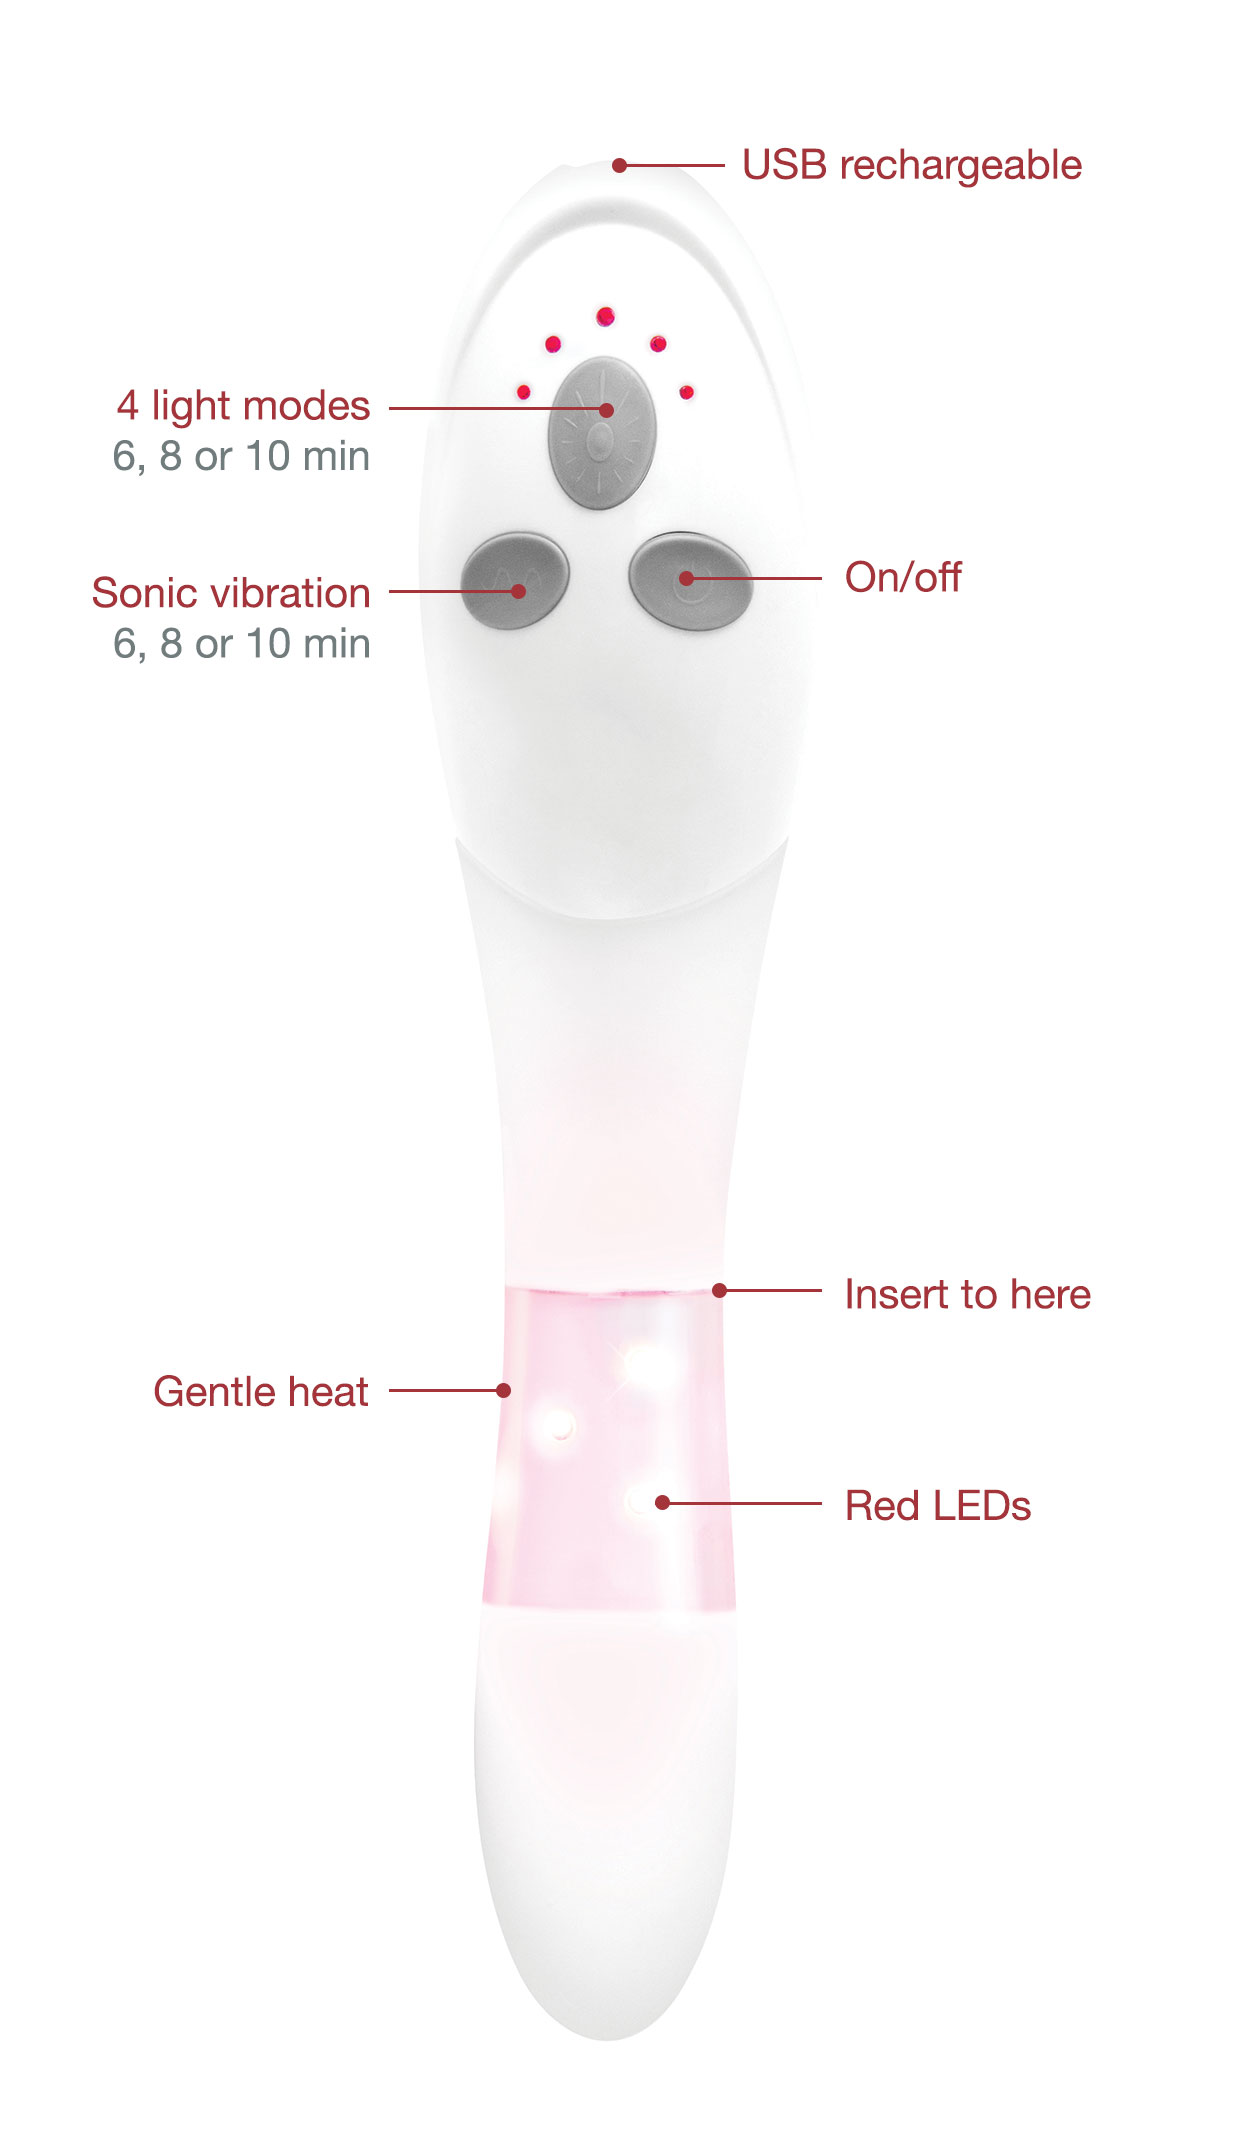 USB rechargeable
4 light modes
6, 8 or 10 min
Sonic vibration
6, 8 or 10 min
On/off
Insert to here
Gentle heat
Red LEDs